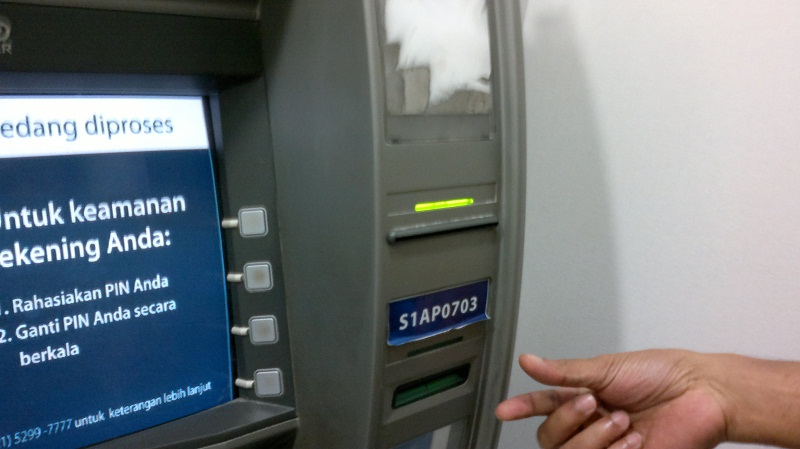 edang diproses
Untuk keamanan
ekening Anda:
1. Rahasiakan PIN Anda
2. Ganti PIN Anda secara
berkala
1) 5299 -7777 untuk keterangan lebih lanjut
S1AP0703